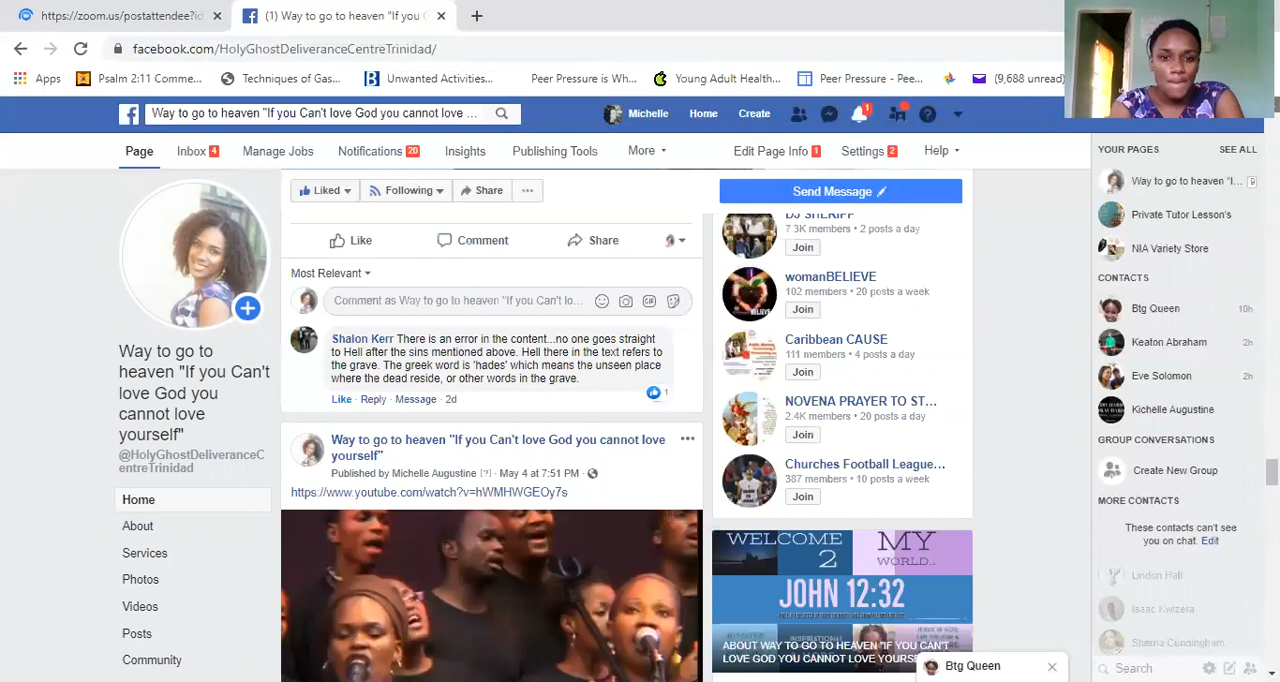 https://zoom.us/postattendee?id
(1) Way to go to heaven "If you C
facebook.com/HolyGhostDeliveranceCentreTrinidad/
Apps
Psalm 2:11 Comme...
Techniques of Gas...
Unwanted Activities...
Peer Pressure is Wh...
Young Adult Health...
Peer Pressure - Pee...
(9,688 unread)
Way to go to heaven "If you Can't love God you cannot love ...
Michelle
Home
Create
1
Page
Inbox 4
Manage Jobs
Notifications 20
Insights
Publishing Tools
More
Edit Page Info 1
Settings 2
Help
Way to go to
heaven "If you Can't
love God you
cannot love
yourself"
@HolyGhostDeliveranceC
entreTrinidad
Home
About
Services
Photos
Videos
Posts
Community
Liked
Following
Share
...
Send Message
Like
Comment
Share
Most Relevant
Comment as Way to go to heaven "If you Can't lo...
GIF
Shalon Kerr There is an error in the content...no one goes straight
to Hell after the sins mentioned above. Hell there in the text refers to
the grave. The greek word is 'hades' which means the unseen place
where the dead reside, or other words in the grave.
1
Like · Reply · Message · 2d
Way to go to heaven "If you Can't love God you cannot love
yourself"
Published by Michelle Augustine [?] · May 4 at 7:51 PM ·
https://www.youtube.com/watch?v=hWMHWGEOy7s
DJ SHERIFF
7.3K members • 2 posts a day
Join
womanBELIEVE
102 members • 20 posts a week
Join
Caribbean CAUSE
111 members • 4 posts a day
Join
NOVENA PRAYER TO ST...
2.4K members • 20 posts a day
Join
Churches Football League...
387 members • 10 posts a week
Join
WELCOME
2
MY
WORLD...
JOHN 12:32
ABOUT WAY TO GO TO HEAVEN "IF YOU CAN'T
LOVE GOD YOU CANNOT LOVE YOURSE
Btg Queen
YOUR PAGES
SEE ALL
Way to go to heaven "I...
Private Tutor Lesson's
NIA Variety Store
CONTACTS
Btg Queen 10h
Keaton Abraham 2h
Eve Solomon 2h
Kichelle Augustine
GROUP CONVERSATIONS
Create New Group
MORE CONTACTS
These contacts can't see
you on chat. Edit
Lindon Hall
Isaac Kwizera
Cunningham
Search